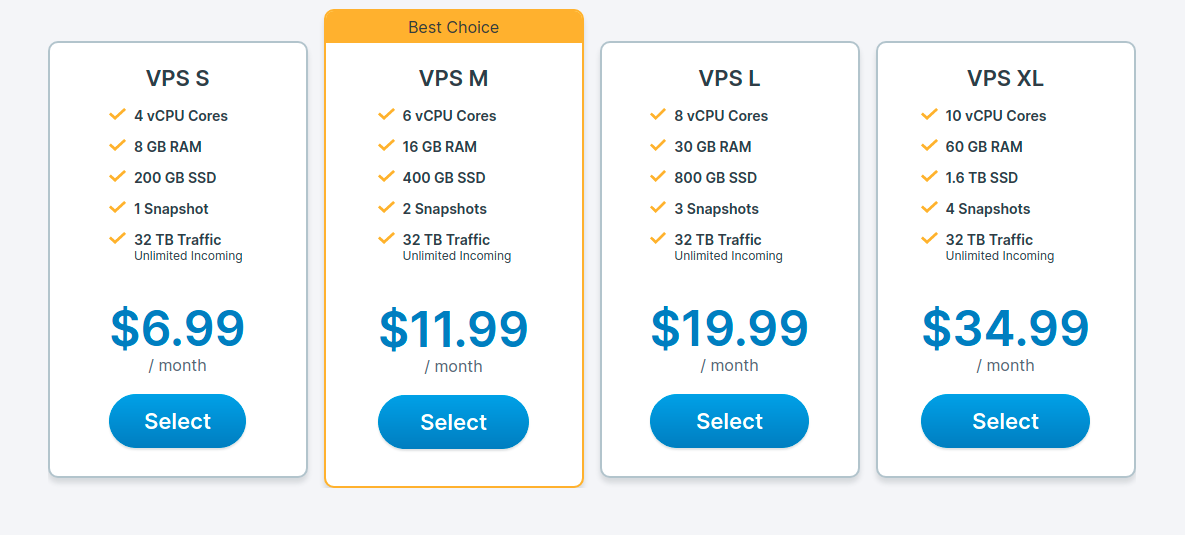 Best Choice
VPS S
4 vCPU Cores
8 GB RAM
200 GB SSD
1 Snapshot
32 TB Traffic
Unlimited Incoming
$6.99
/ month
Select
VPS M
6 vCPU Cores
16 GB RAM
400 GB SSD
2 Snapshots
32 TB Traffic
Unlimited Incoming
$11.99
/ month
Select
VPS L
8 vCPU Cores
30 GB RAM
800 GB SSD
3 Snapshots
32 TB Traffic
Unlimited Incoming
$19.99
/ month
Select
VPS XL
10 vCPU Cores
60 GB RAM
1.6 TB SSD
4 Snapshots
32 TB Traffic
Unlimited Incoming
$34.99
/ month
Select